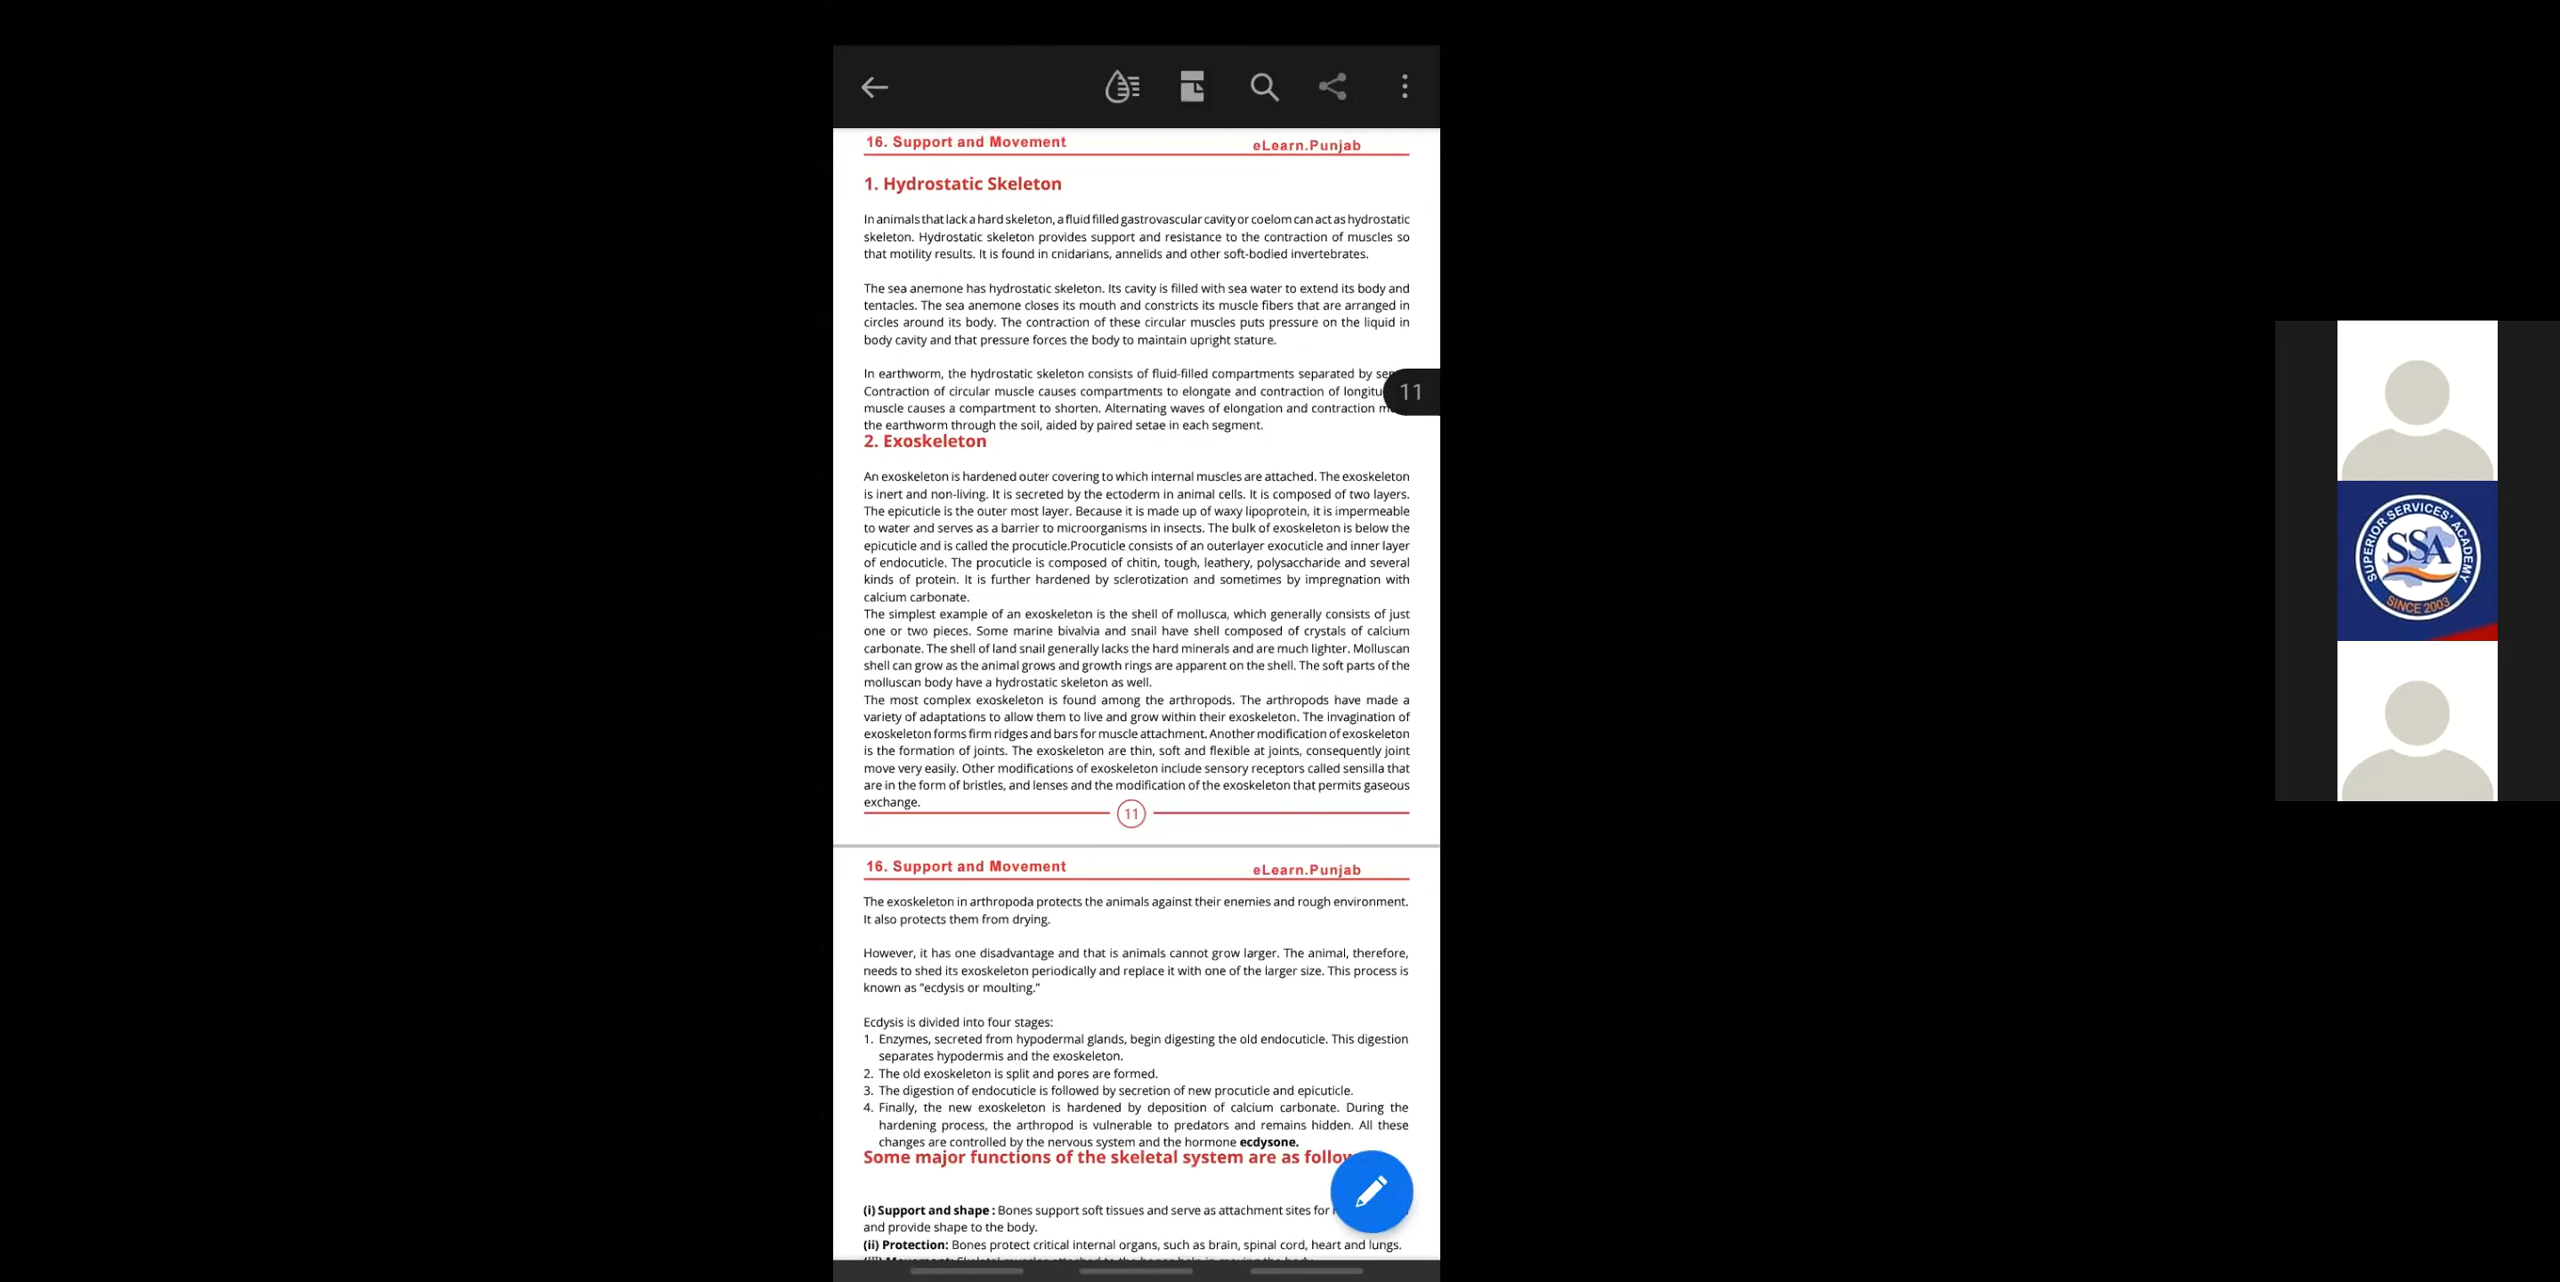 16. Support and Movement
eLearn.Punjab
1. Hydrostatic Skeleton
In animals that lack a hard skeleton, a fluid filled gastrovascular cavity or coelom can act as hydrostatic
skeleton. Hydrostatic skeleton provides support and resistance to the contraction of muscles so
that motility results. It is found in cnidarians, annelids and other soft-bodied invertebrates.
The sea anemone has hydrostatic skeleton. Its cavity is filled with sea water to extend its body and
tentacles. The sea anemone closes its mouth and constricts its muscle fibers that are arranged in
circles around its body. The contraction of these circular muscles puts pressure on the liquid in
body cavity and that pressure forces the body to maintain upright stature.
In earthworm, the hydrostatic skeleton consists of fluid-filled compartments separated by
Contraction of circular muscle causes compartments to elongate and contraction of
muscle causes a compartment to shorten. Alternating waves of elongation and contraction
the earthworm through the soil, aided by paired setae in each segment.
11
2. Exoskeleton
An exoskeleton is hardened outer covering to which internal muscles are attached. The exoskeleton
is inert and non-living. It is secreted by the ectoderm in animal cells. It is composed of two layers.
The epicuticle is the outer most layer. Because it is made up of waxy lipoprotein, it is impermeable
to water and serves as a barrier to microorganisms in insects. The bulk of exoskeleton is below the
epicuticle and is called the procuticle.Procuticle consists of an outerlayer exocuticle and inner layer
of endocuticle. The procuticle is composed of chitin, tough, leathery, polysaccharide and several
kinds of protein. It is further hardened by sclerotization and sometimes by impregnation with
calcium carbonate.
The simplest example of an exoskeleton is the shell of mollusca, which generally consists of just
one or two pieces. Some marine bivalvia and snail have shell composed of crystals of calcium
carbonate. The shell of land snail generally lacks the hard minerals and are much lighter. Molluscan
shell can grow as the animal grows and growth rings are apparent on the shell. The soft parts of the
molluscan body have a hydrostatic skeleton as well.
The most complex exoskeleton is found among the arthropods. The arthropods have made a
variety of adaptations to allow them to live and grow within their exoskeleton. The invagination of
exoskeleton forms firm ridges and bars for muscle attachment. Another modification of exoskeleton
is the formation of joints. The exoskeleton are thin, soft and flexible at joints, consequently joint
move very easily. Other modifications of exoskeleton include sensory receptors called sensilla that
are in the form of bristles, and lenses and the modification of the exoskeleton that permits gaseous
exchange.
11
16. Support and Movement
eLearn.Punjab
The exoskeleton in arthropoda protects the animals against their enemies and rough environment.
It also protects them from drying.
However, it has one disadvantage and that is animals cannot grow larger. The animal, therefore,
needs to shed its exoskeleton periodically and replace it with one of the larger size. This process is
known as "ecdysis or moulting."
Ecdysis is divided into four stages:
1. Enzymes, secreted from hypodermal glands, begin digesting the old endocuticle. This digestion
separates hypodermis and the exoskeleton.
2. The old exoskeleton is split and pores are formed.
3. The digestion of endocuticle is followed by secretion of new procuticle and epicuticle.
4. Finally, the new exoskeleton is hardened by deposition of calcium carbonate. During the
hardening process, the arthropod is vulnerable to predators and remains hidden. All these
changes are controlled by the nervous system and the hormone ecdysone.
Some major functions of the skeletal system are as
(i) Support and shape : Bones support soft tissues and serve as attachment sites for
and provide shape to the body.
(ii) Protection: Bones protect critical internal organs, such as brain, spinal cord, heart and lungs.
SUPERIOR SERVICES' ACADEMY
SSA
SINCE 2003